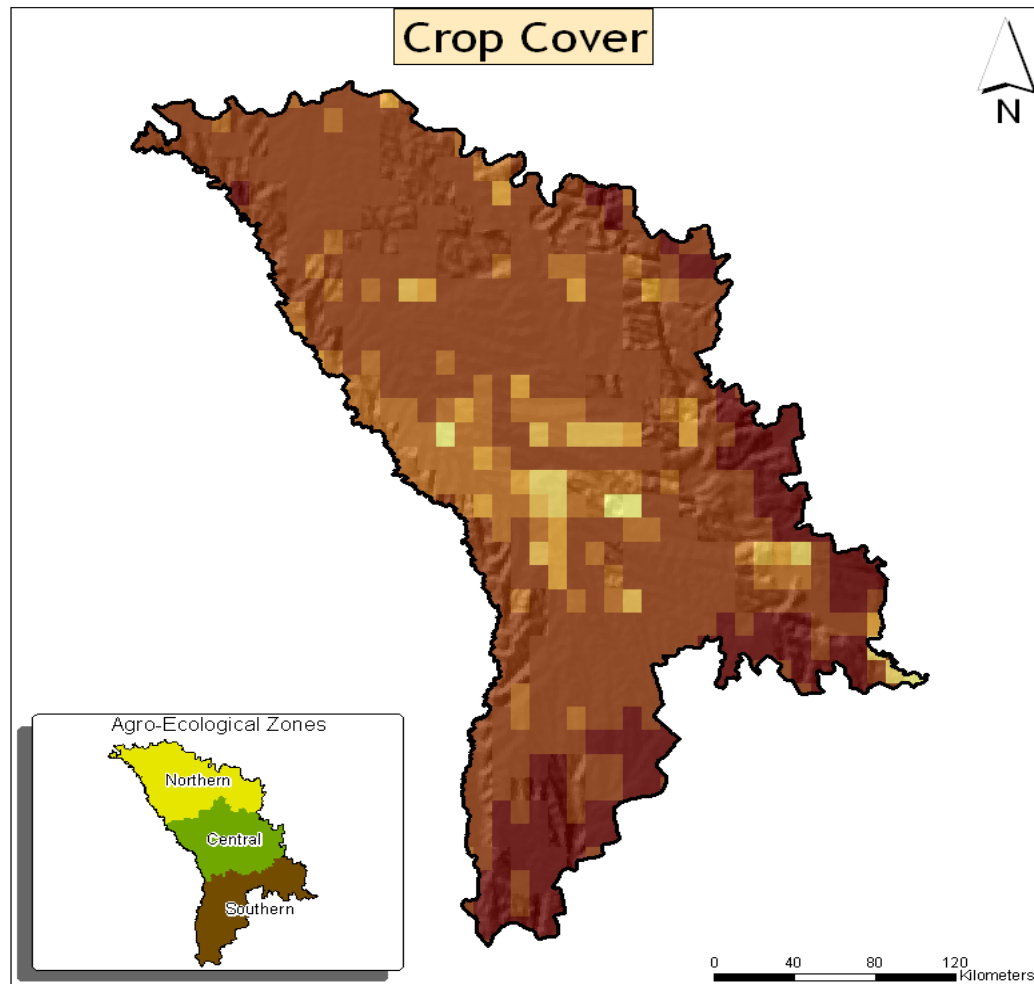 Crop Cover
N
Agro-Ecological Zones
Northern
Central
Southern
0 40 80 120
Kilometers